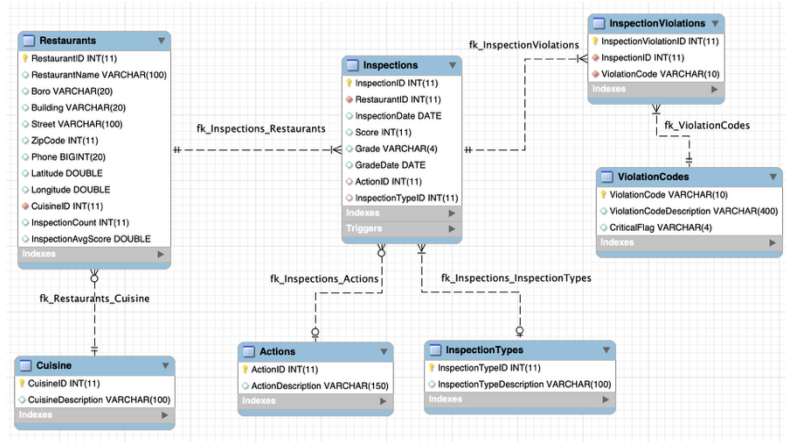 Restaurants
RestaurantID INT(11)
RestaurantName VARCHAR(100)
Boro VARCHAR(20)
Building VARCHAR(20)
Street VARCHAR(100)
ZipCode INT(11)
Phone BIGINT(20)
Latitude DOUBLE
Longitude DOUBLE
CuisineID INT(11)
InspectionCount INT(11)
InspectionAvgScore DOUBLE
Indexes
fk_Inspections_Restaurants
Inspections
InspectionID INT(11)
RestaurantID INT(11)
InspectionDate DATE
Score INT(11)
Grade VARCHAR(4)
GradeDate DATE
ActionID INT(11)
InspectionTypeID INT(11)
Indexes
Triggers
fk_InspectionViolations
InspectionViolations
InspectionViolationID INT(11)
InspectionID INT(11)
ViolationCode VARCHAR(10)
Indexes
fk_ViolationCodes
ViolationCodes
ViolationCode VARCHAR(10)
ViolationCodeDescription VARCHAR(400)
CriticalFlag VARCHAR(4)
Indexes
fk_Restaurants_Cuisine
fk_Inspections_Actions
fk_Inspections_InspectionTypes
Cuisine
CuisineID INT(11)
CuisineDescription VARCHAR(100)
Indexes
Actions
ActionID INT(11)
ActionDescription VARCHAR(150)
Indexes
InspectionTypes
InspectionTypeID INT(11)
InspectionTypeDescription VARCHAR(100)
Indexes